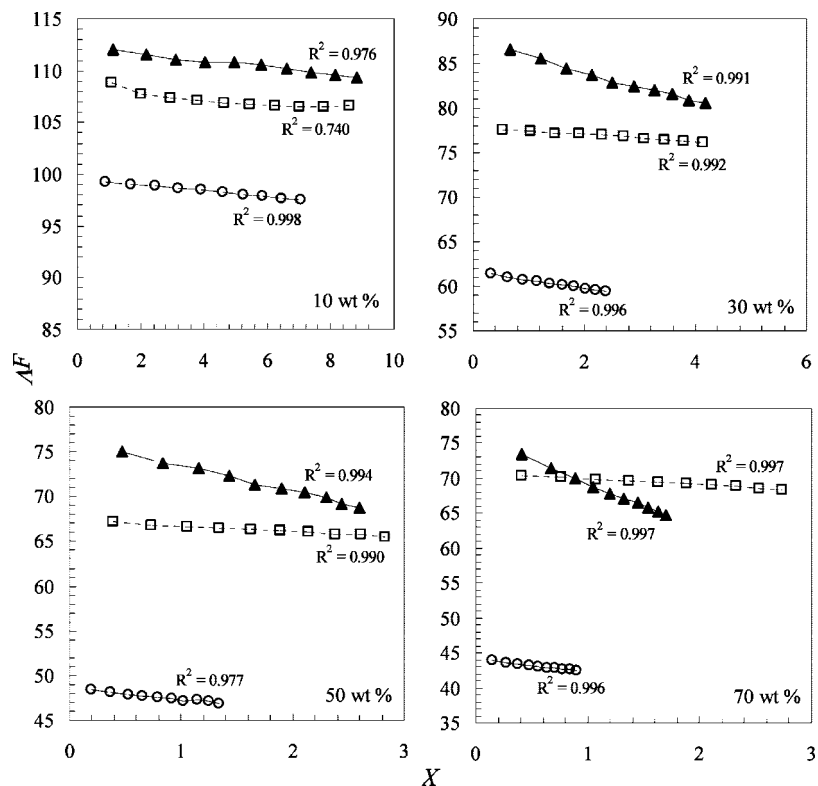 115
110
105
100
95
90
85
0
2
4
6
8
10
R² = 0.976
R² = 0.740
R² = 0.998
10 wt %
90
85
80
75
70
65
60
55
0
2
4
6
R² = 0.991
R² = 0.992
R² = 0.996
30 wt %
ΛF
80
75
70
65
60
55
50
45
0
1
2
3
R² = 0.994
R² = 0.990
R² = 0.977
50 wt %
80
75
70
65
60
55
50
45
40
35
0
1
2
3
R² = 0.997
R² = 0.997
R² = 0.996
70 wt %
X